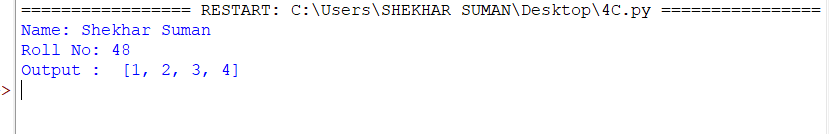 ================= RESTART: C:\Users\SHEKHAR SUMAN\Desktop\4C.py ================
Name: Shekhar Suman
Roll No: 48
Output :  [1, 2, 3, 4]
>